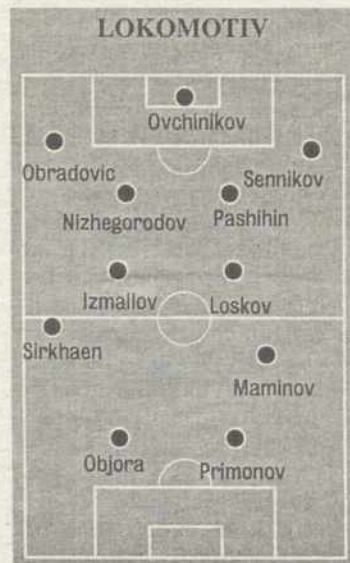 LOKOMOTIV
Ovchinikov
Obradovic
Sennikov
Nizhegorodov
Pashihin
Izmailov
Loskov
Sirkhaen
Maminov
Objora
Primonov